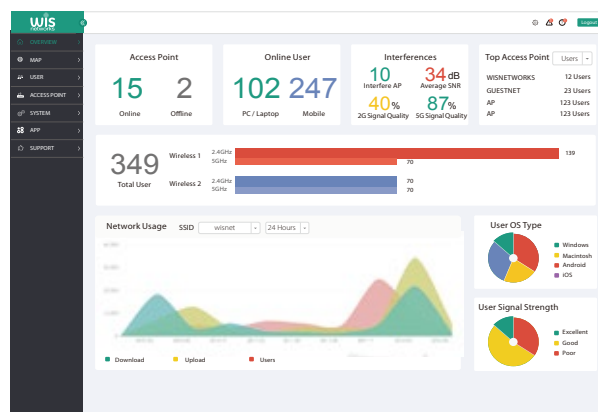 wis
networks
Logout
OVERVIEW
MAP
USER
ACCESS POINT
SYSTEM
APP
SUPPORT
Access Point
15 2
Online Offline
Online User
102 247
PC / Laptop Mobile
Interferences
10 34 dB
Interfere AP Average SNR
40% 87%
2G Signal Quality 5G Signal Quality
Top Access Point Users
WISNETWORKS 12 Users
GUESTNET 23 Users
AP 123 Users
AP 123 Users
349
Total User
Wireless 1 2.4GHz 139
5GHz 70
Wireless 2 2.4GHz 70
5GHz 70
Network Usage SSID wisnet 24 Hours
Download Upload Users
User OS Type
Windows
Macintosh
Android
iOS
User Signal Strength
Excellent
Good
Poor